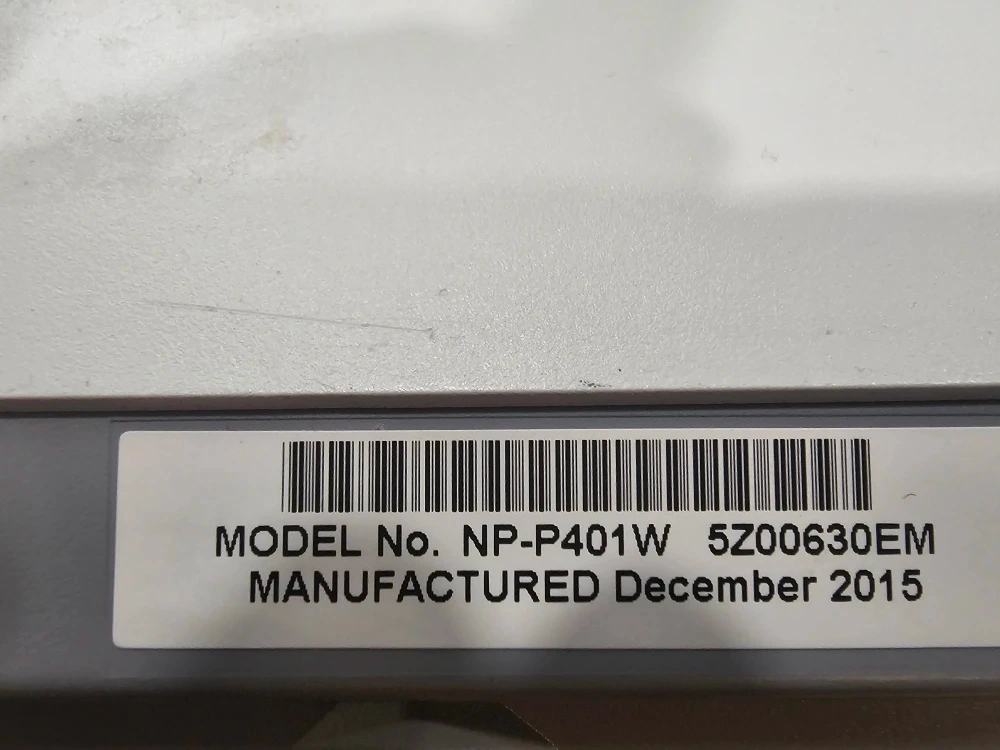 MODEL No. NP-P401W 5Z00630EM
MANUFACTURED December 2015